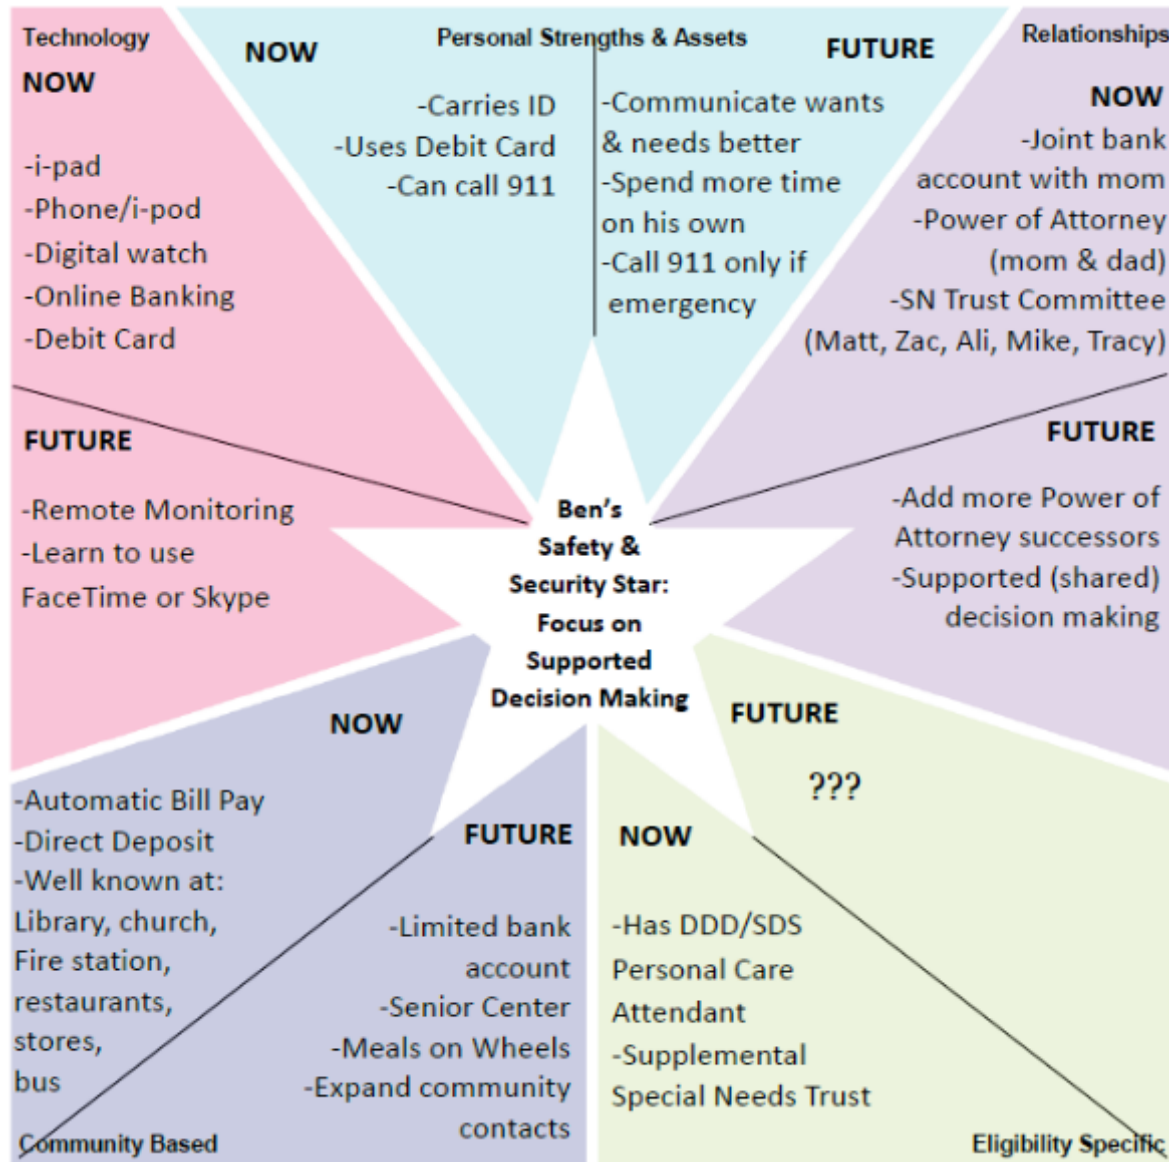 Technology
NOW
-i-pad
-Phone/i-pod
-Digital watch
-Online Banking
-Debit Card
FUTURE
-Remote Monitoring
-Learn to use
FaceTime or Skype
Personal Strengths & Assets
NOW
-Carries ID
-Uses Debit Card
-Can call 911
FUTURE
-Communicate wants
& needs better
-Spend more time
on his own
-Call 911 only if
emergency
Relationships
NOW
-Joint bank
account with mom
-Power of Attorney
(mom & dad)
-SN Trust Committee
(Matt, Zac, Ali, Mike, Tracy)
FUTURE
-Add more Power of
Attorney successors
-Supported (shared)
decision making
Ben's
Safety &
Security Star:
Focus on
Supported
Decision Making
NOW
-Automatic Bill Pay
-Direct Deposit
-Well known at:
Library, church,
Fire station,
restaurants,
stores,
bus
FUTURE
-Limited bank
account
-Senior Center
-Meals on Wheels
-Expand community
contacts
Community Based
FUTURE
???
NOW
-Has DDD/SDS
Personal Care
Attendant
-Supplemental
Special Needs Trust
Eligibility Specific